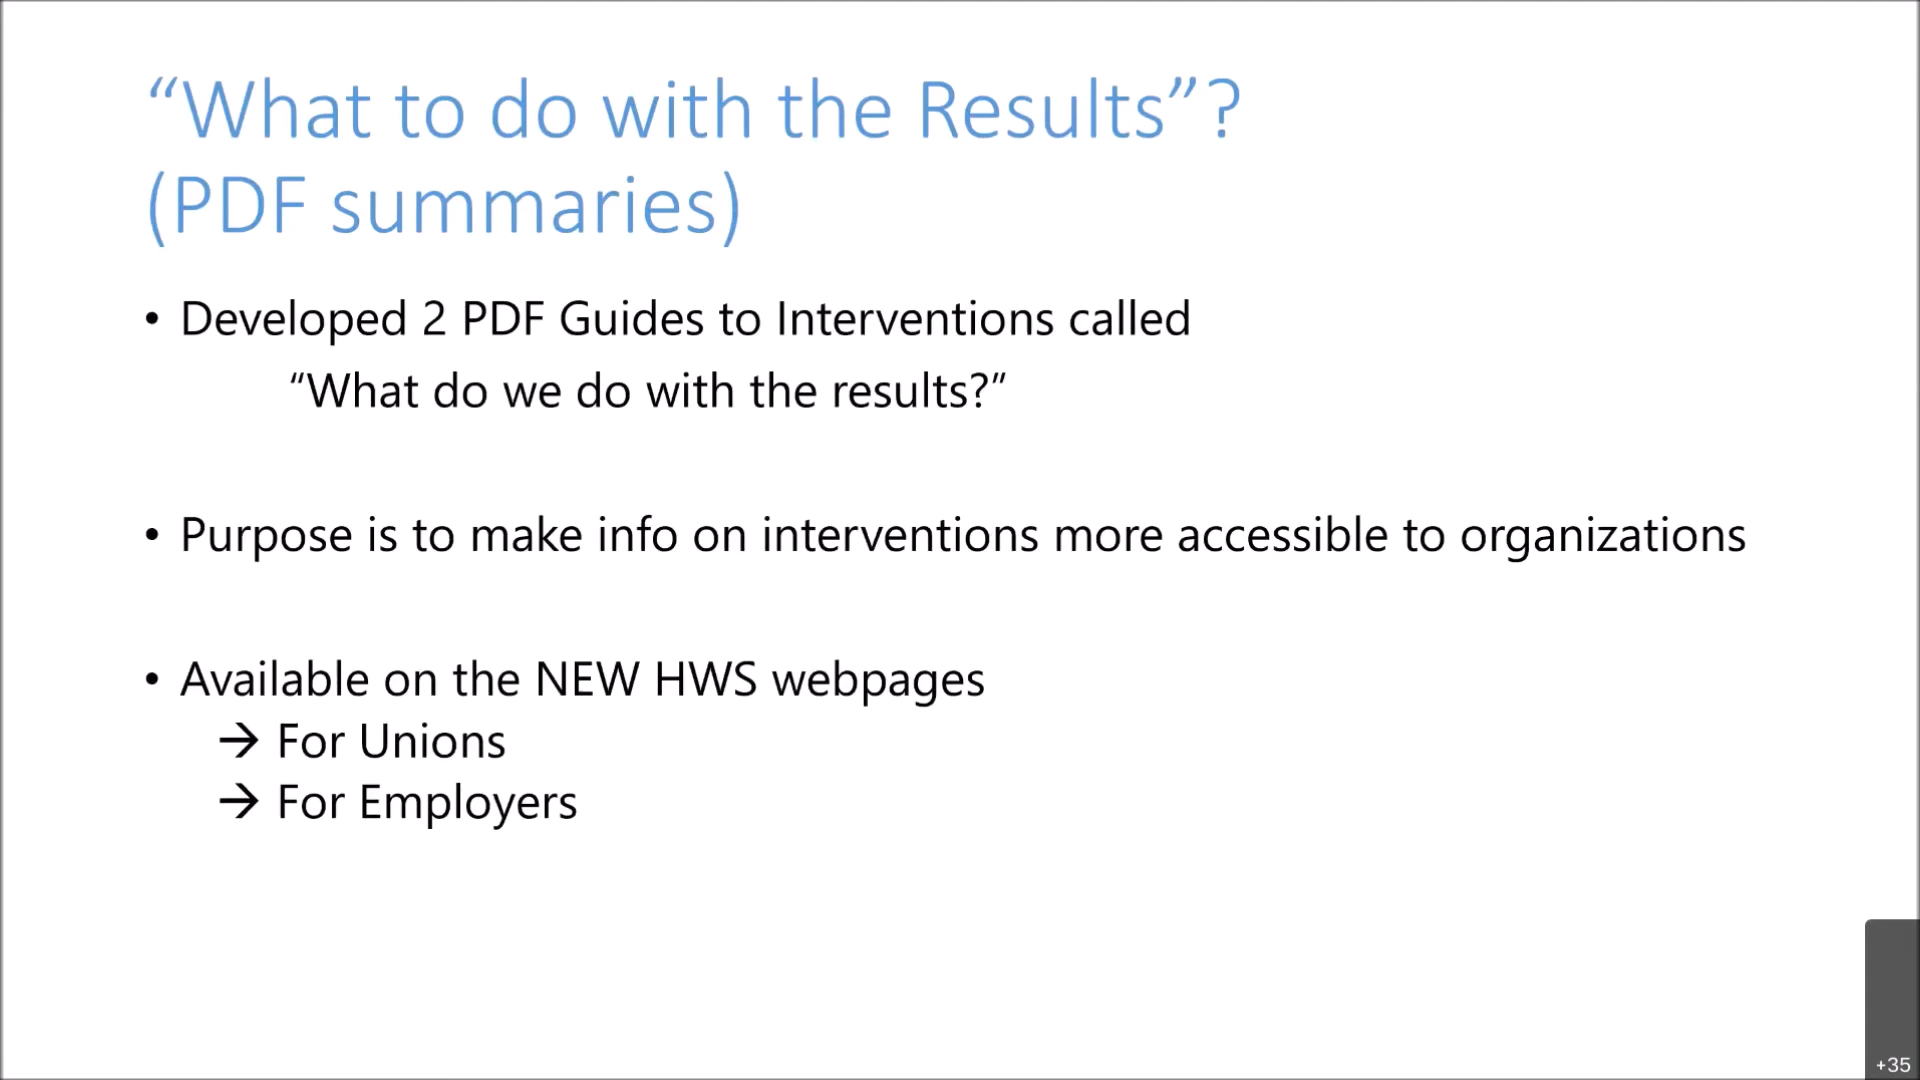 “What to do with the Results”?
(PDF summaries)
• Developed 2 PDF Guides to Interventions called
“What do we do with the results?”
• Purpose is to make info on interventions more accessible to organizations
• Available on the NEW HWS webpages
→ For Unions
→ For Employers
+35